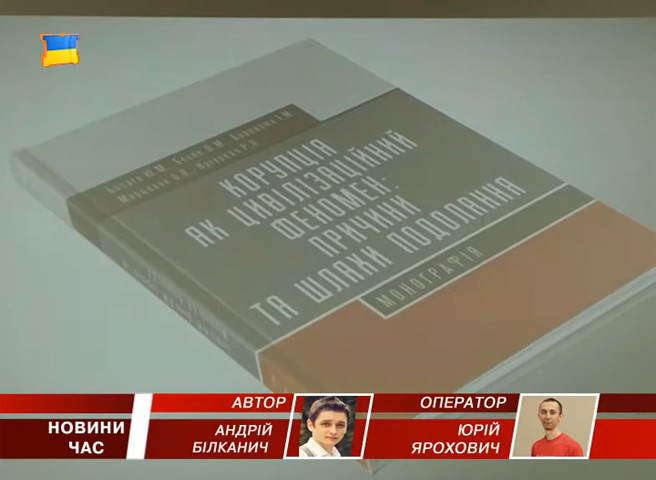 КОРУПЦІЯ
ЯК ЦИВІЛІЗАЦІЙНИЙ
ФЕНОМЕН:
ПРИЧИНИ
ТА ШЛЯХИ ПОДОЛАННЯ
МОНОГРАФІЯ
НОВИНИ
ЧАС
АВТОР
АНДРІЙ
БІЛКАНИЧ
ОПЕРАТОР
ЮРІЙ
ЯРОХОВИЧ